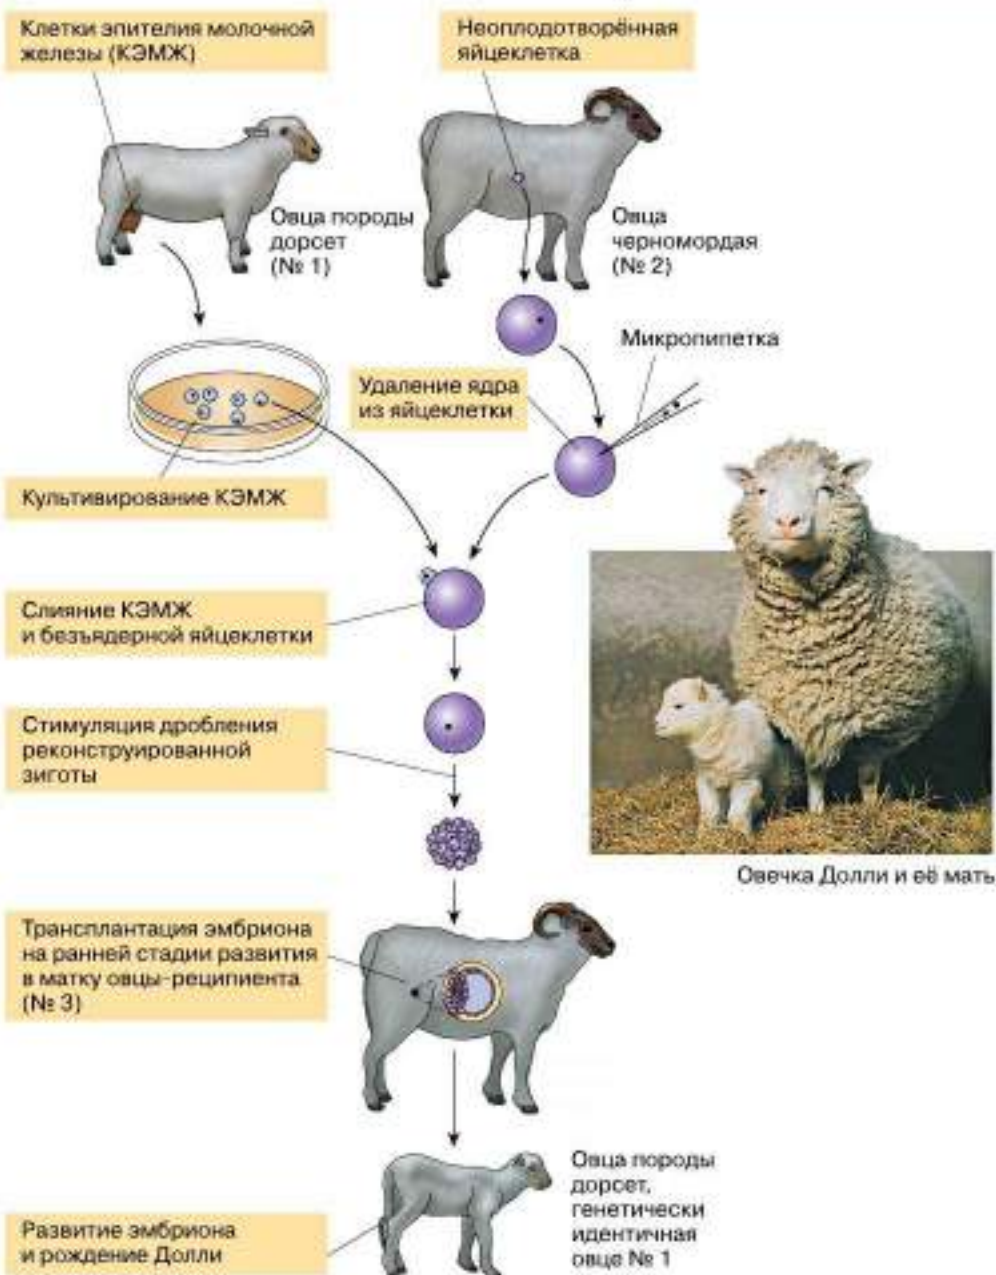 Клетки эпителия молочной
железы (КЭМЖ)
Неоплодотворённая
яйцеклетка
Овца породы
дорсет
(№ 1)
Овца
черномордая
(№ 2)
Микропипетка
Удаление ядра
из яйцеклетки
Культивирование КЭМЖ
Слияние КЭМЖ
и безъядерной яйцеклетки
Стимуляция дробления
реконструированной
зиготы
Овечка Долли и её мать
Трансплантация эмбриона
на ранней стадии развития
в матку овцы-реципиента
(№ 3)
Овца породы
дорсет,
генетически
идентичная
овце № 1
Развитие эмбриона
и рождение Долли